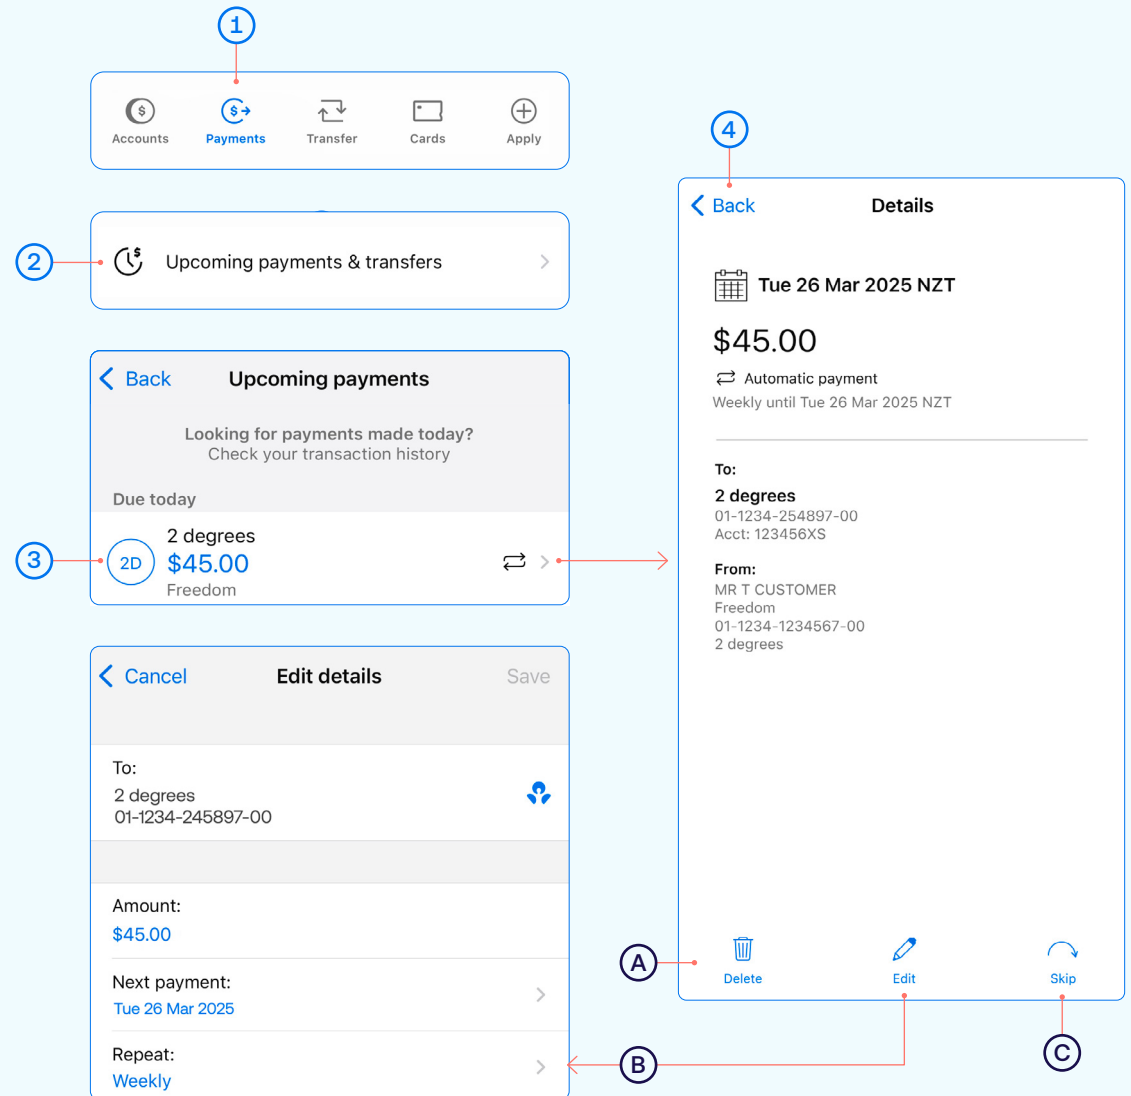 1
Accounts
Payments
Transfer
Cards
Apply
2
Upcoming payments & transfers
Back
Upcoming payments
Looking for payments made today?
Check your transaction history
Due today
3
2D
2 degrees
$45.00
Freedom
Cancel
Edit details
Save
To:
2 degrees
01-1234-245897-00
Amount:
$45.00
Next payment:
Tue 26 Mar 2025
Repeat:
Weekly
4
Back
Details
Tue 26 Mar 2025 NZT
$45.00
Automatic payment
Weekly until Tue 26 Mar 2025 NZT
To:
2 degrees
01-1234-254897-00
Acct: 123456XS
From:
MR T CUSTOMER
Freedom
01-1234-1234567-00
2 degrees
A
Delete
Edit
Skip
B
C